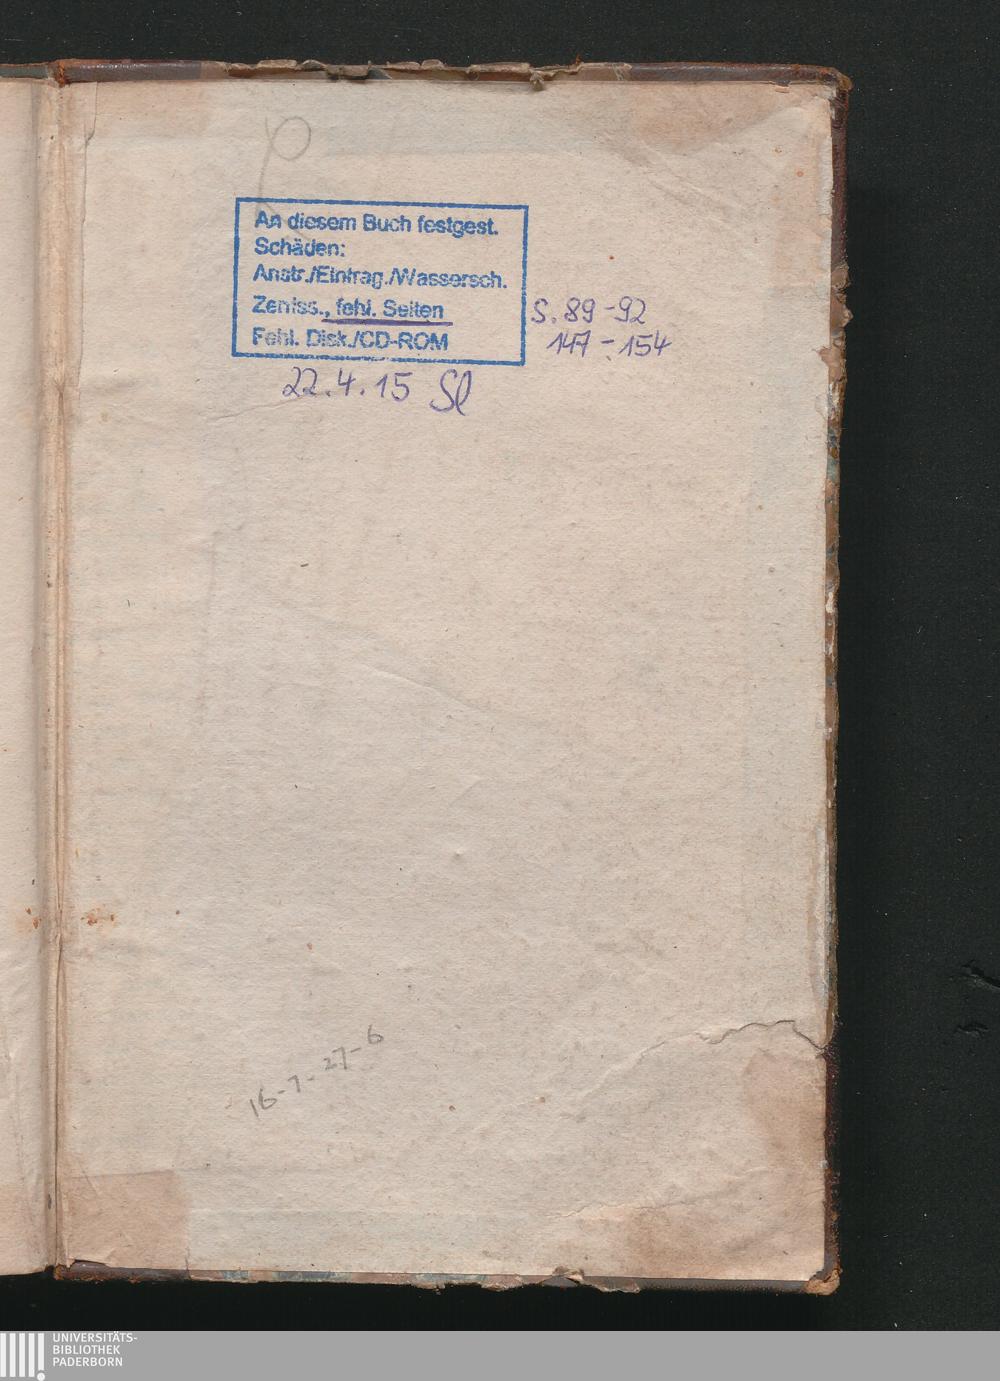 An diesem Buch festgest.
Schäden:
Anstr./Eintrag./Wassersch.
Zerriss., fehl. Seiten
Fehl. Disk./CD-ROM
S. 89-92
147-154
22.4.15 Sl
16-7-27-6
UNIVERSITÄTS-
BIBLIOTHEK
PADERBORN